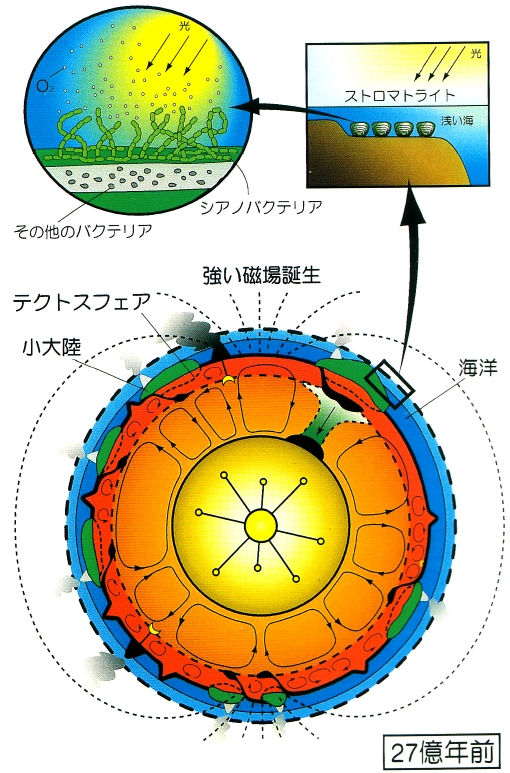 光
O₂
シアノバクテリア
その他のバクテリア
光
ストロマトライト
浅い海
強い磁場誕生
テクトスフェア
小大陸
海洋
27億年前